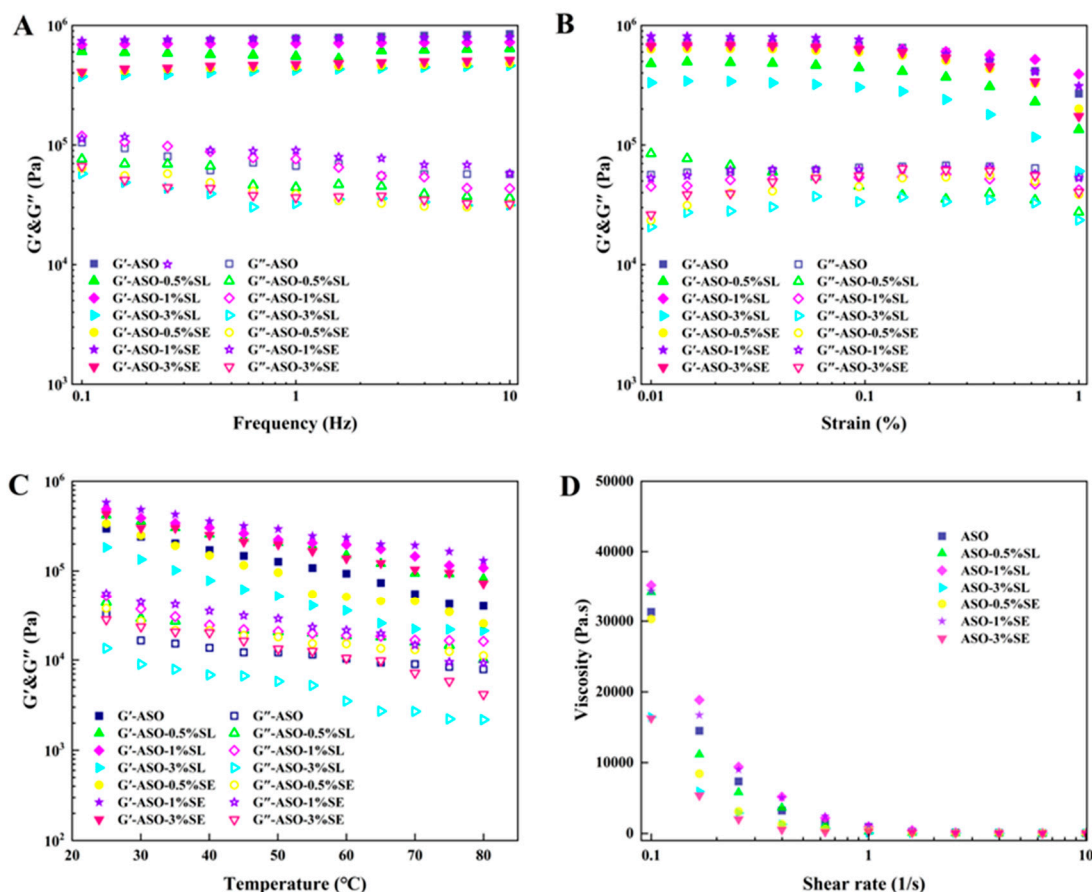 A
10⁶
10⁵
10⁴
10³
G′&G″ (Pa)
G′-ASO
G″-ASO
G′-ASO-0.5%SL
G″-ASO-0.5%SL
G′-ASO-1%SL
G″-ASO-1%SL
G′-ASO-3%SL
G″-ASO-3%SL
G′-ASO-0.5%SE
G″-ASO-0.5%SE
G′-ASO-1%SE
G″-ASO-1%SE
G′-ASO-3%SE
G″-ASO-3%SE
0.1 1 10
Frequency (Hz)
B
10⁶
10⁵
10⁴
10³
G′&G″ (Pa)
G′-ASO
G″-ASO
G′-ASO-0.5%SL
G″-ASO-0.5%SL
G′-ASO-1%SL
G″-ASO-1%SL
G′-ASO-3%SL
G″-ASO-3%SL
G′-ASO-0.5%SE
G″-ASO-0.5%SE
G′-ASO-1%SE
G″-ASO-1%SE
G′-ASO-3%SE
G″-ASO-3%SE
0.01 0.1 1
Strain (%)
C
10⁶
10⁵
10⁴
10³
10²
G′&G″ (Pa)
G′-ASO
G″-ASO
G′-ASO-0.5%SL
G″-ASO-0.5%SL
G′-ASO-1%SL
G″-ASO-1%SL
G′-ASO-3%SL
G″-ASO-3%SL
G′-ASO-0.5%SE
G″-ASO-0.5%SE
G′-ASO-1%SE
G″-ASO-1%SE
G′-ASO-3%SE
G″-ASO-3%SE
20 30 40 50 60 70 80
Temperature (°C)
D
50000
40000
30000
20000
10000
0
Viscosity (Pa.s)
ASO
ASO-0.5%SL
ASO-1%SL
ASO-3%SL
ASO-0.5%SE
ASO-1%SE
ASO-3%SE
0.1 1 10
Shear rate (1/s)